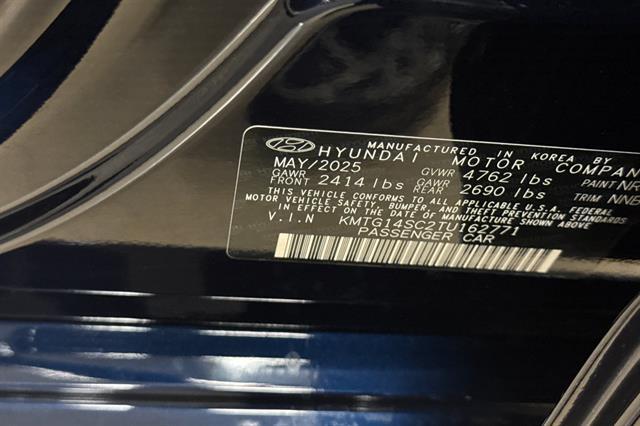 MANUFACTURED IN KOREA BY
HYUNDAI MOTOR COMPAN
MAY/2025 GVWR 4762 lbs PAINT NN
GAWR FRONT 2414 lbs GAWR REAR 2690 lbs TRIM NNB
THIS VEHICLE CONFORMS TO ALL APPLICABLE U.S.A. FEDERAL
MOTOR VEHICLE SAFETY, BUMPER, AND THEFT PREVENTION STANDARDS
IN EFFECT ON THE DATE OF MANUFACTURE SHOWN ABOVE
V.I.N KMTG14SC2TU162771
PASSENGER CAR